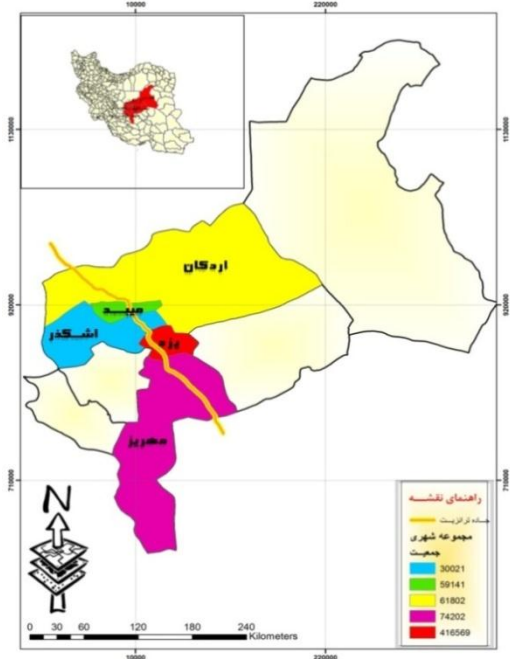 10000
220000
1130000
1130000
اردکان
920000
920000
میبد
اشکذر
یزد
مهریز
710000
710000
N
0 30 60 120 180 240
Kilometers
راهنمای نقشه
جاده ترانزیت
مجموعه شهری
جمعیت
30021
59141
61802
74202
416569
10000
220000